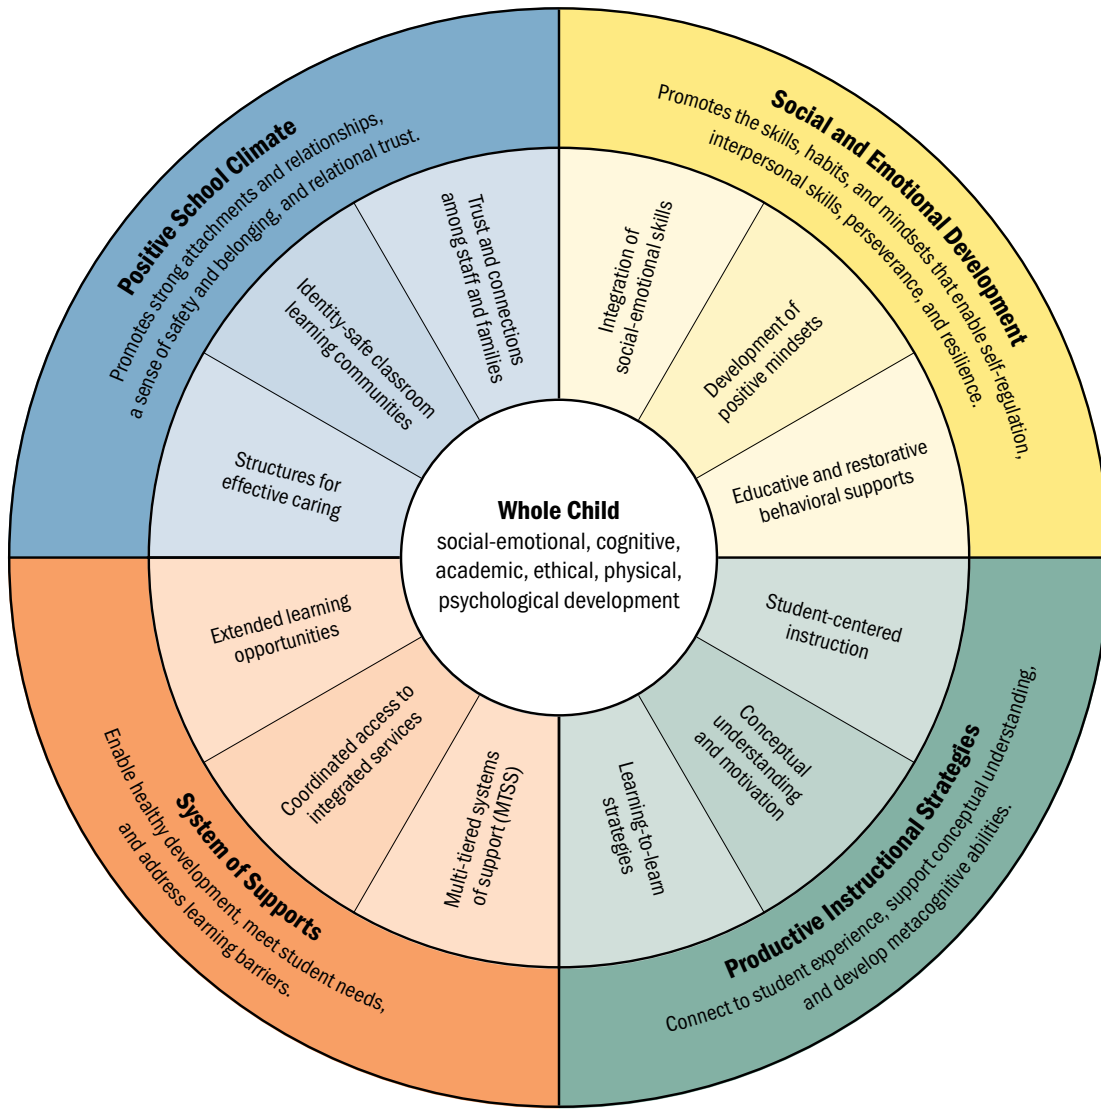 Positive School Climate
Promotes strong attachments and relationships,
a sense of safety and belonging, and relational trust.
Social and Emotional Development
Promotes the skills, habits, and mindsets that enable self-regulation,
interpersonal skills, perseverance, and resilience.
Trust and connections
among staff and families
Identity-safe classroom
learning communities
Structures for
effective caring
Integration of
social-emotional skills
Development of
positive mindsets
Educative and restorative
behavioral supports
Whole Child
social-emotional, cognitive,
academic, ethical, physical,
psychological development
Extended learning
opportunities
Coordinated access to
integrated services
Multi-tiered systems
of support (MTSS)
Student-centered
instruction
Conceptual
understanding
and motivation
Learning-to-learn
strategies
System of Supports
Enable healthy development, meet student needs,
and address learning barriers.
Productive Instructional Strategies
Connect to student experience, support conceptual understanding,
and develop metacognitive abilities.